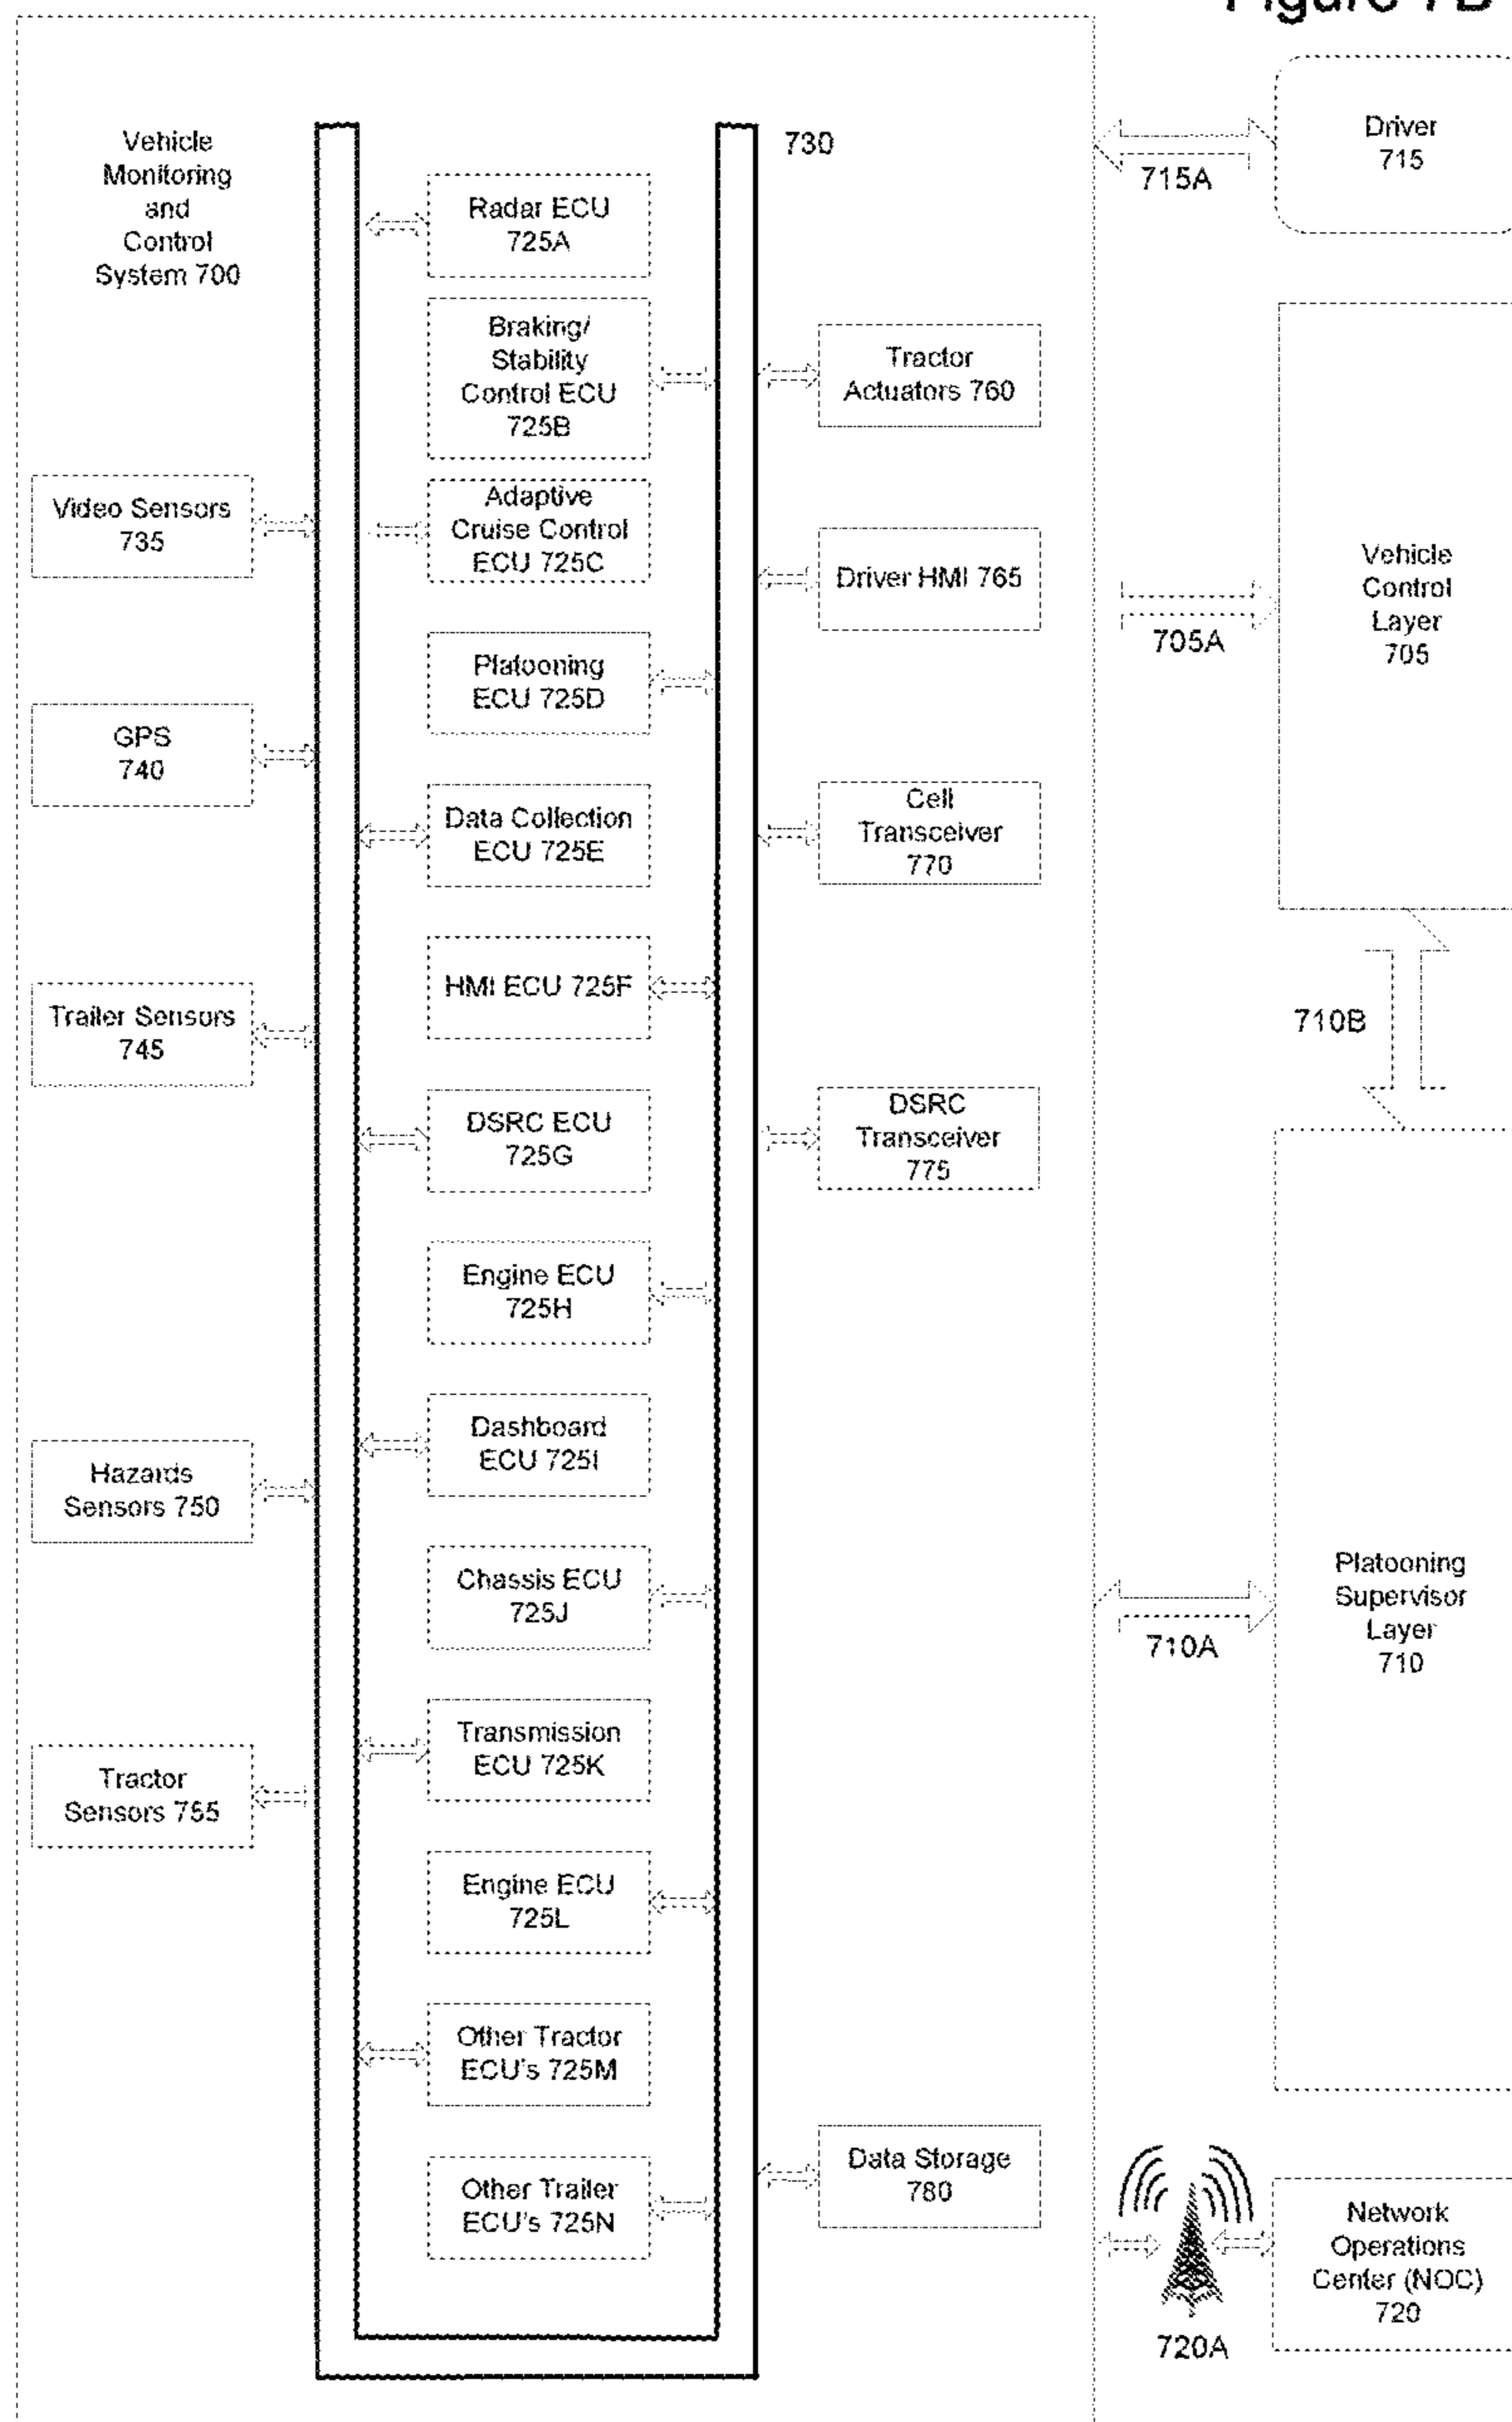 Figure 7B
Vehicle
Monitoring
and
Control
System 700
730
Radar ECU
725A
Braking/
Stability
Control ECU
725B
Adaptive
Cruise Control
ECU 725C
Platooning
ECU 725D
Data Collection
ECU 725E
HMI ECU 725F
DSRC ECU
725G
Engine ECU
725H
Dashboard
ECU 725I
Chassis ECU
725J
Transmission
ECU 725K
Engine ECU
725L
Other Tractor
ECU's 725M
Other Trailer
ECU's 725N
Video Sensors
735
GPS
740
Trailer Sensors
745
Hazards
Sensors 750
Tractor
Sensors 755
Tractor
Actuators 760
Driver HMI 765
Cell
Transceiver
770
DSRC
Transceiver
775
Data Storage
780
715A
Driver
715
705A
Vehicle
Control
Layer
705
710B
710A
Platooning
Supervisor
Layer
710
720A
Network
Operations
Center (NOC)
720